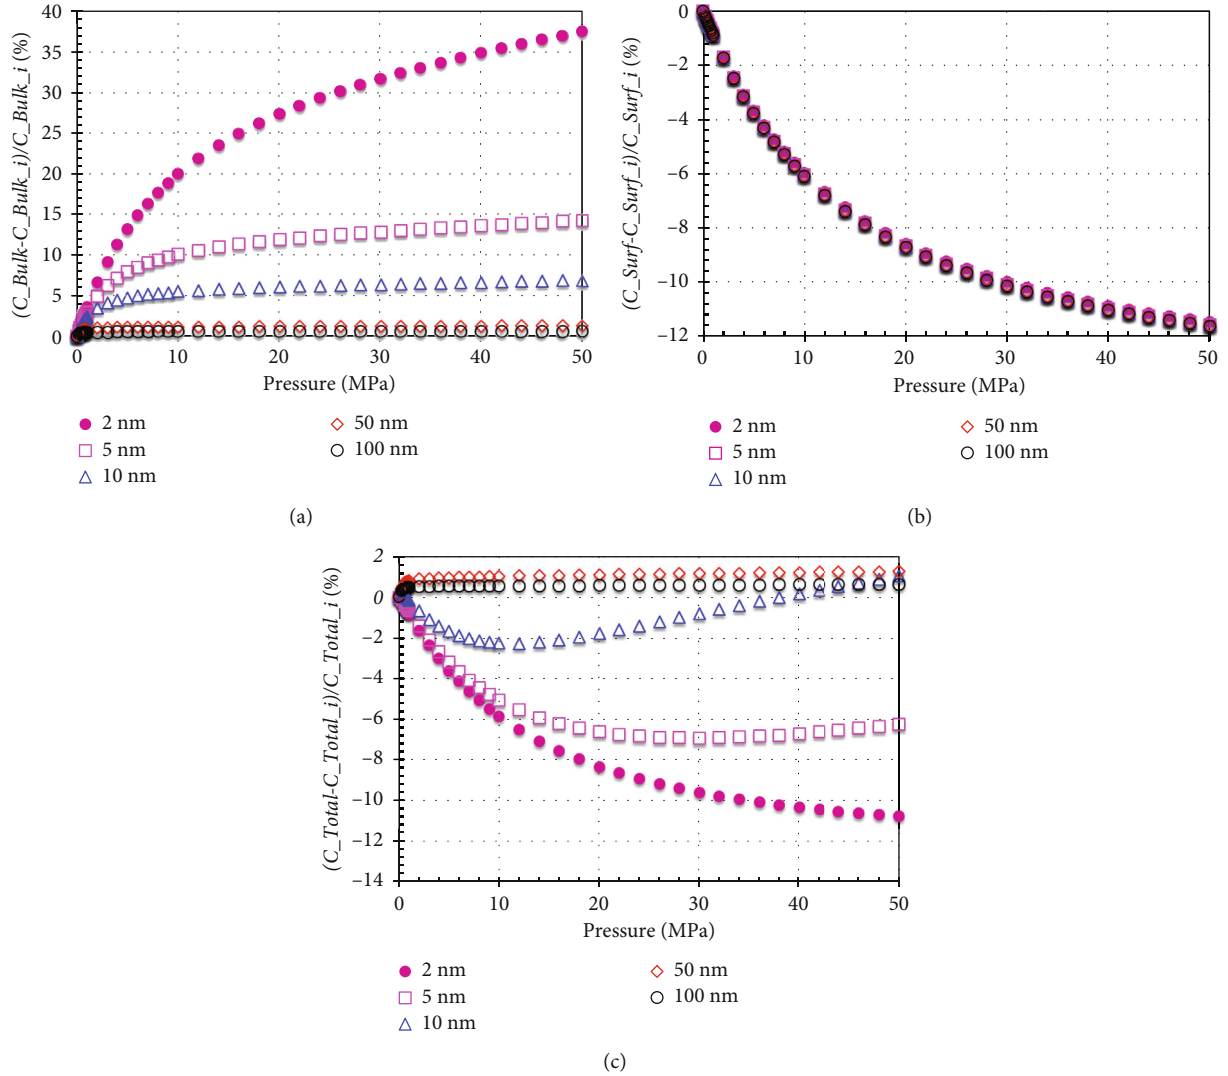 (C_Bulk-C_Bulk_i)/C_Bulk_i (%)
40
35
30
25
20
15
10
5
0
0 10 20 30 40 50
Pressure (MPa)
2 nm 50 nm
5 nm 100 nm
10 nm
(a)
(C_Surf-C_Surf_i)/C_Surf_i (%)
0
−2
−4
−6
−8
−10
−12
0 10 20 30 40 50
Pressure (MPa)
2 nm 50 nm
5 nm 100 nm
10 nm
(b)
(C_Total-C_Total_i)/C_Total_i (%)
2
0
−2
−4
−6
−8
−10
−12
−14
0 10 20 30 40 50
Pressure (MPa)
2 nm 50 nm
5 nm 100 nm
10 nm
(c)